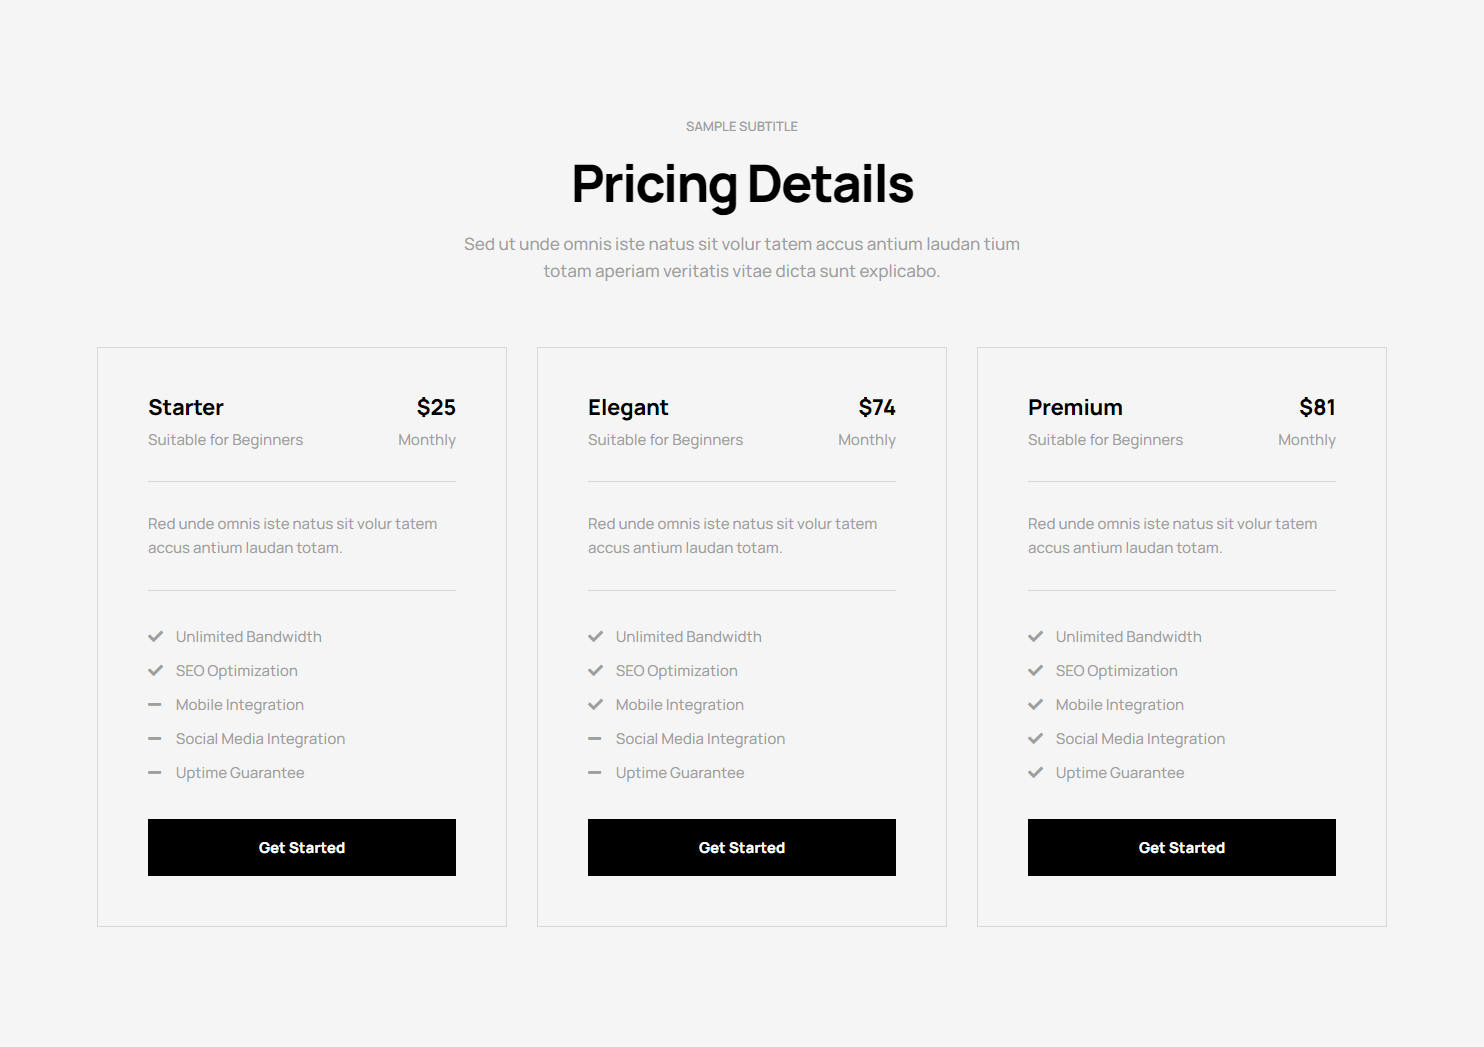 SAMPLE SUBTITLE
Pricing Details
Sed ut unde omnis iste natus sit volur tatem accus antium laudan tium
totam aperiam veritatis vitae dicta sunt explicabo.
Starter $25
Suitable for Beginners Monthly
Red unde omnis iste natus sit volur tatem
accus antium laudan totam.
Unlimited Bandwidth
SEO Optimization
Mobile Integration
Social Media Integration
Uptime Guarantee
Get Started
Elegant $74
Suitable for Beginners Monthly
Red unde omnis iste natus sit volur tatem
accus antium laudan totam.
Unlimited Bandwidth
SEO Optimization
Mobile Integration
Social Media Integration
Uptime Guarantee
Get Started
Premium $81
Suitable for Beginners Monthly
Red unde omnis iste natus sit volur tatem
accus antium laudan totam.
Unlimited Bandwidth
SEO Optimization
Mobile Integration
Social Media Integration
Uptime Guarantee
Get Started